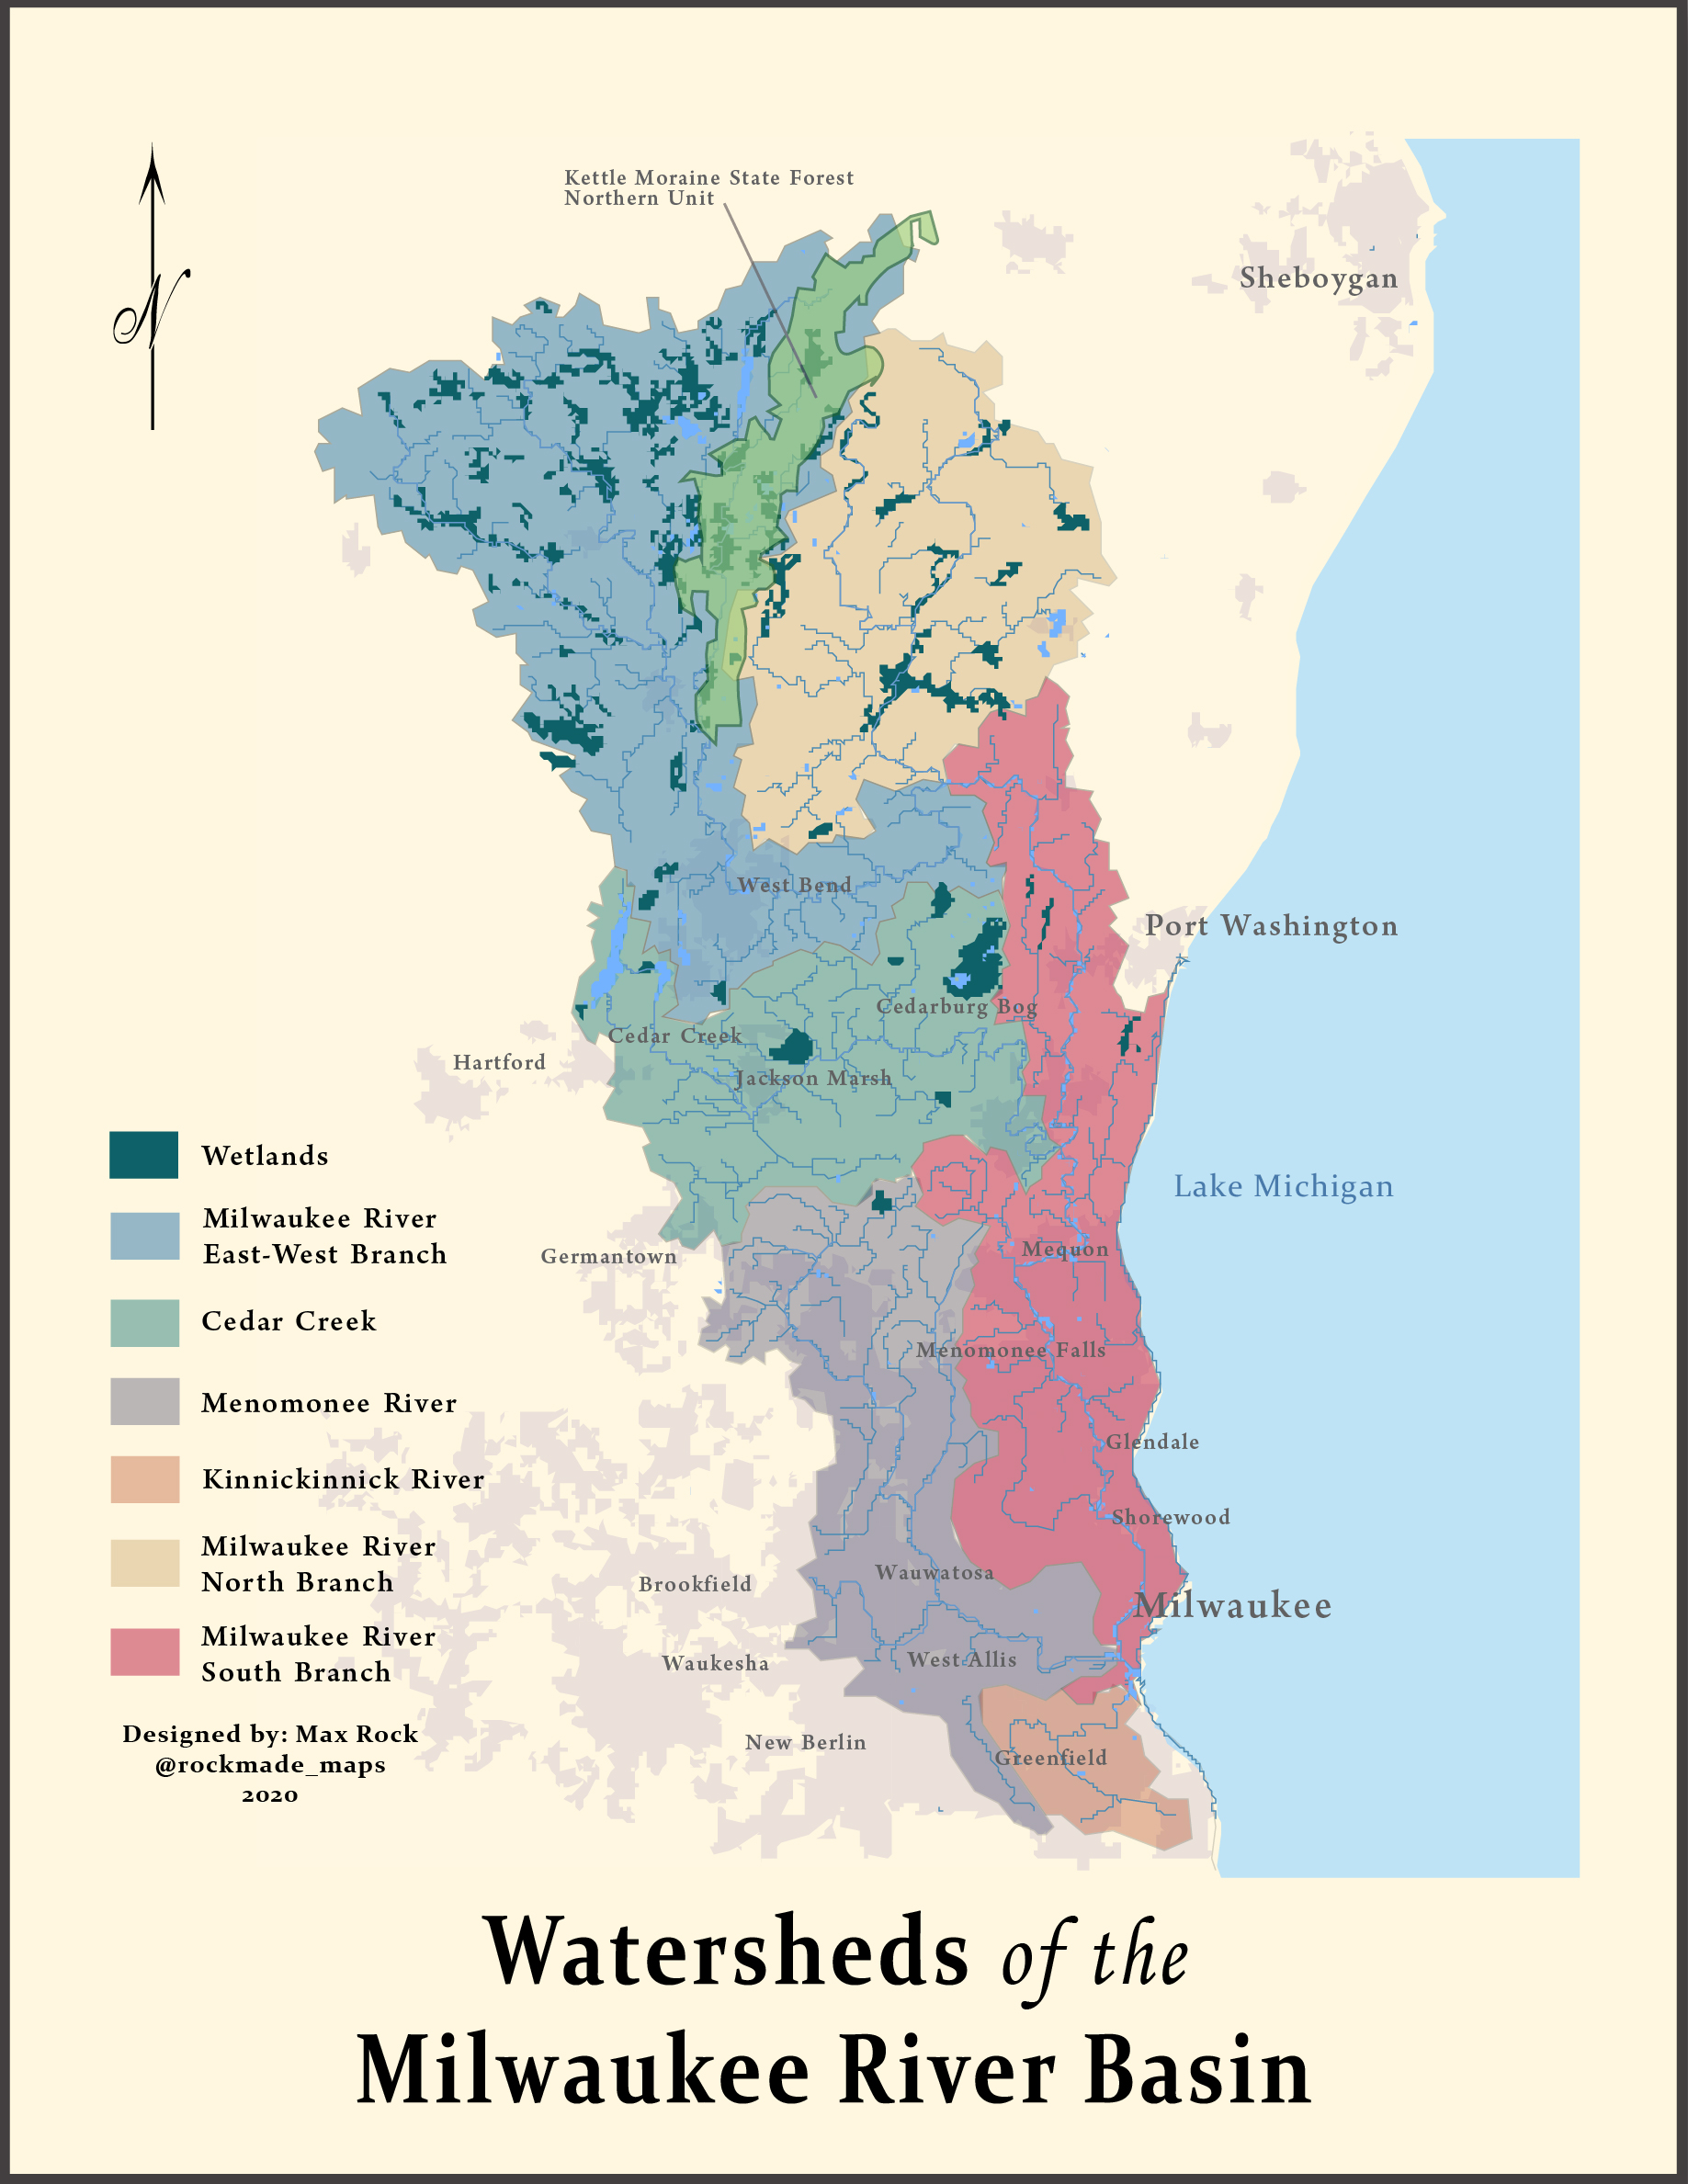 Kettle Moraine State Forest
Northern Unit
N
Sheboygan
West Bend
Port Washington
Cedarburg Bog
Cedar Creek
Hartford
Jackson Marsh
Lake Michigan
Germantown
Mequon
Menomonee Falls
Glendale
Shorewood
Wauwatosa
Brookfield
Milwaukee
West Allis
Waukesha
New Berlin
Greenfield
Wetlands
Milwaukee River
East-West Branch
Cedar Creek
Menomonee River
Kinnickinnick River
Milwaukee River
North Branch
Milwaukee River
South Branch
Designed by: Max Rock
@rockmade_maps
2020
Watersheds of the
Milwaukee River Basin